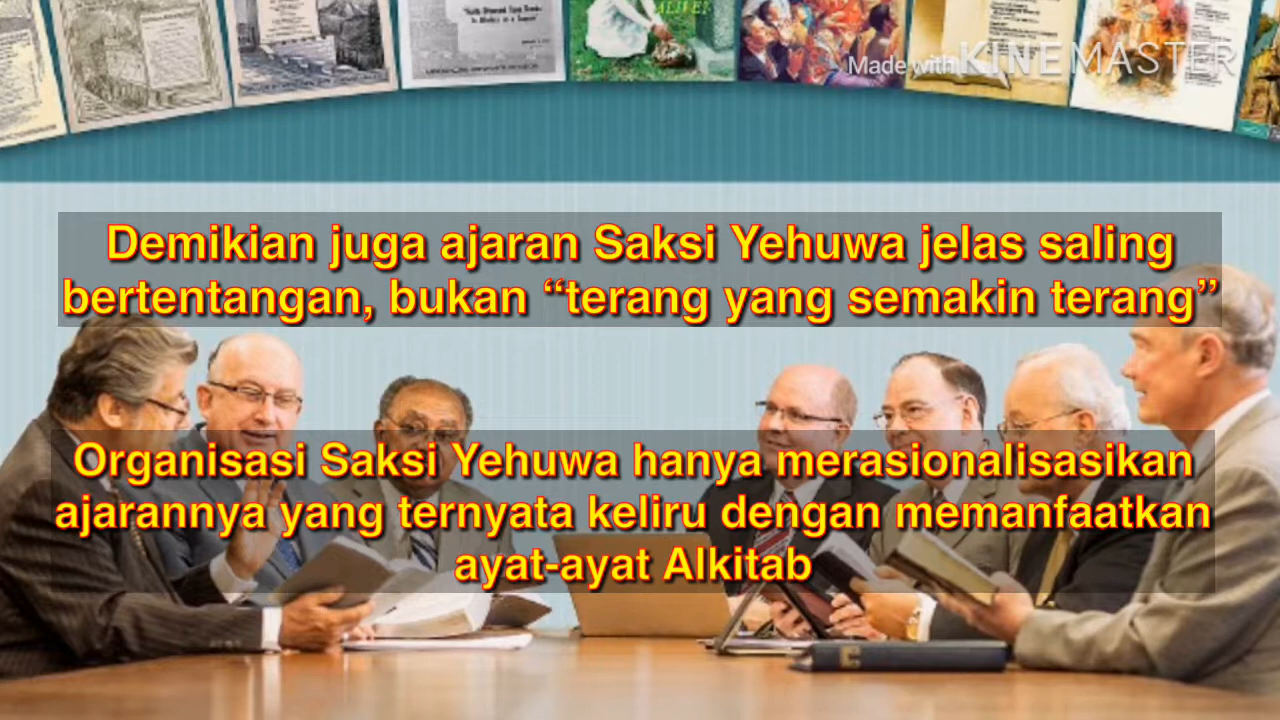 ALIVE!
Made with KINEMASTER
Demikian juga ajaran Saksi Yehuwa jelas saling
bertentangan, bukan “terang yang semakin terang”
Organisasi Saksi Yehuwa hanya merasionalisasikan
ajarannya yang ternyata keliru dengan memanfaatkan
ayat-ayat Alkitab